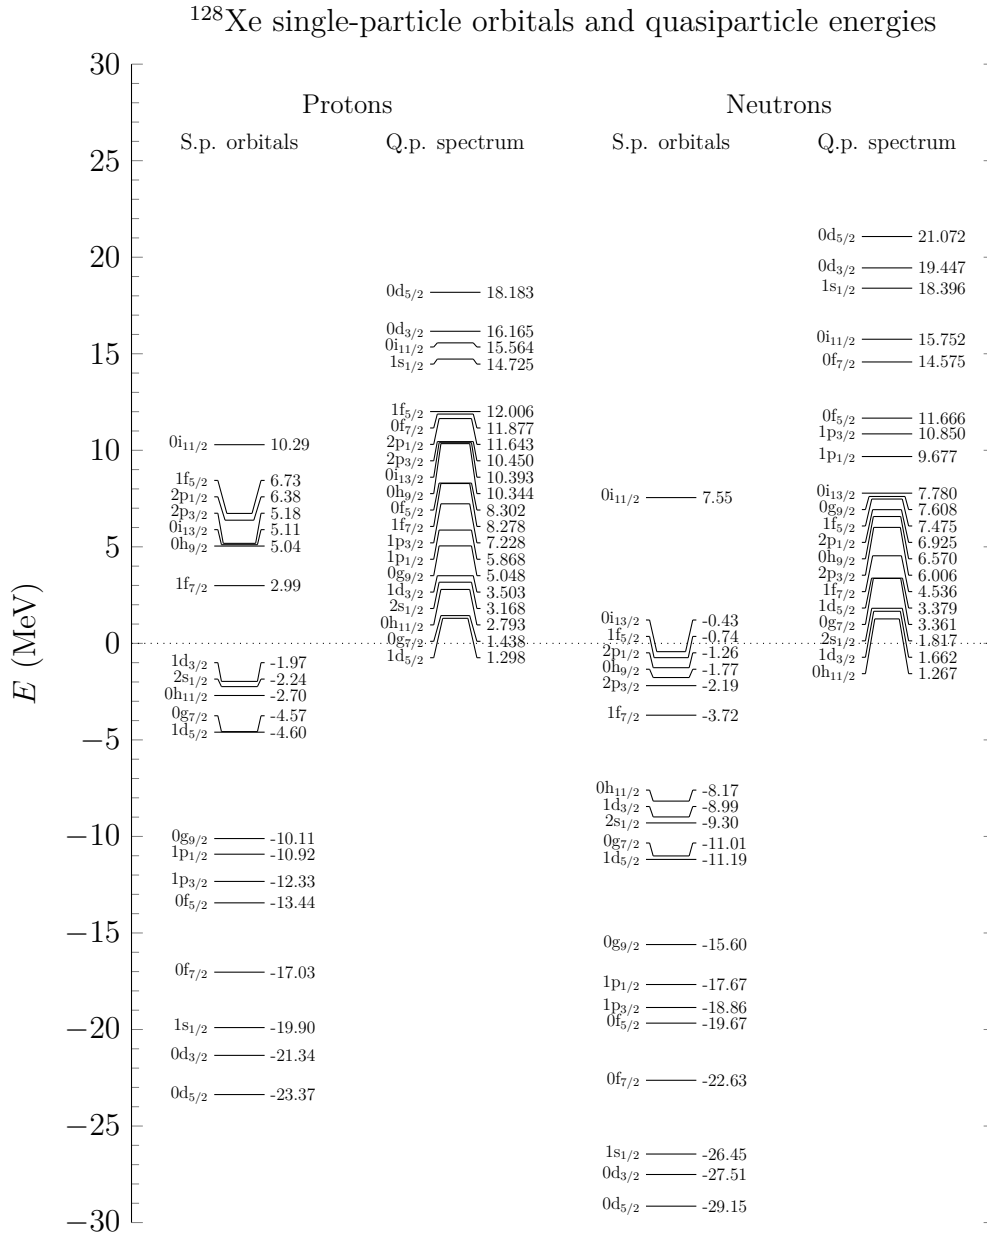 ¹²⁸Xe single-particle orbitals and quasiparticle energies
Protons
Neutrons
S.p. orbitals
Q.p. spectrum
S.p. orbitals
Q.p. spectrum
E (MeV)
30
25
20
15
10
5
0
−5
−10
−15
−20
−25
−30
0i11/2 10.29
1f5/2 6.73
2p1/2 6.38
2p3/2 5.18
0i13/2 5.11
0h9/2 5.04
1f7/2 2.99
1d3/2 -1.97
2s1/2 -2.24
0h11/2 -2.70
0g7/2 -4.57
1d5/2 -4.60
0g9/2 -10.11
1p1/2 -10.92
1p3/2 -12.33
0f5/2 -13.44
0f7/2 -17.03
1s1/2 -19.90
0d3/2 -21.34
0d5/2 -23.37
0d5/2 18.183
0d3/2 16.165
0i11/2 15.564
1s1/2 14.725
1f5/2 12.006
0f7/2 11.877
2p1/2 11.643
2p3/2 10.450
0i13/2 10.393
0h9/2 10.344
0f5/2 8.302
1f7/2 8.278
1p3/2 7.228
1p1/2 5.868
0g9/2 5.048
1d3/2 3.503
2s1/2 3.168
0h11/2 2.793
0g7/2 1.438
1d5/2 1.298
0i11/2 7.55
0i13/2 -0.43
1f5/2 -0.74
2p1/2 -1.26
0h9/2 -1.77
2p3/2 -2.19
1f7/2 -3.72
0h11/2 -8.17
1d3/2 -8.99
2s1/2 -9.30
0g7/2 -11.01
1d5/2 -11.19
0g9/2 -15.60
1p1/2 -17.67
1p3/2 -18.86
0f5/2 -19.67
0f7/2 -22.63
1s1/2 -26.45
0d3/2 -27.51
0d5/2 -29.15
0d5/2 21.072
0d3/2 19.447
1s1/2 18.396
0i11/2 15.752
0f7/2 14.575
0f5/2 11.666
1p3/2 10.850
1p1/2 9.677
0i13/2 7.780
0g9/2 7.608
1f5/2 7.475
2p1/2 6.925
0h9/2 6.570
2p3/2 6.006
1f7/2 4.536
1d5/2 3.379
0g7/2 3.361
2s1/2 1.817
1d3/2 1.662
0h11/2 1.267